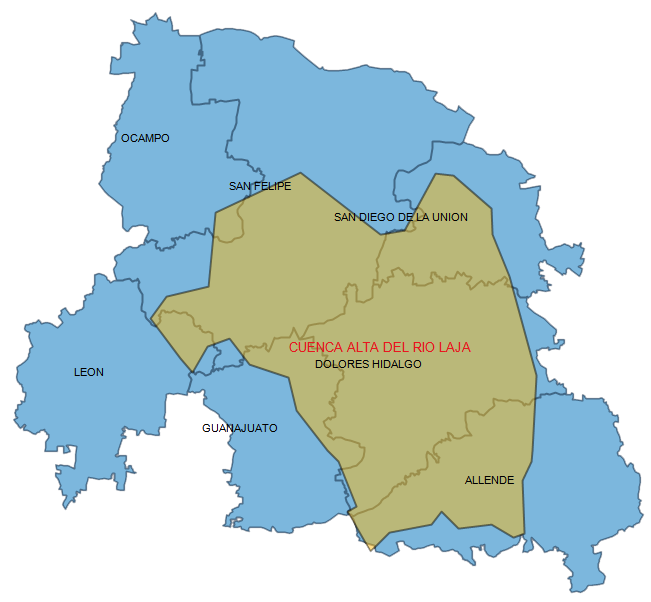 OCAMPO
SAN FELIPE
SAN DIEGO DE LA UNION
CUENCA ALTA DEL RIO LAJA
DOLORES HIDALGO
LEON
GUANAJUATO
ALLENDE